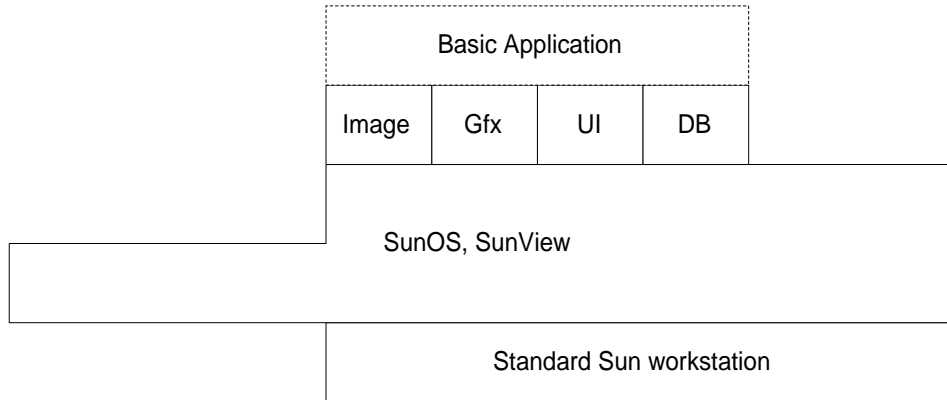 Basic Application
Image
Gfx
UI
DB
SunOS, SunView
Standard Sun workstation